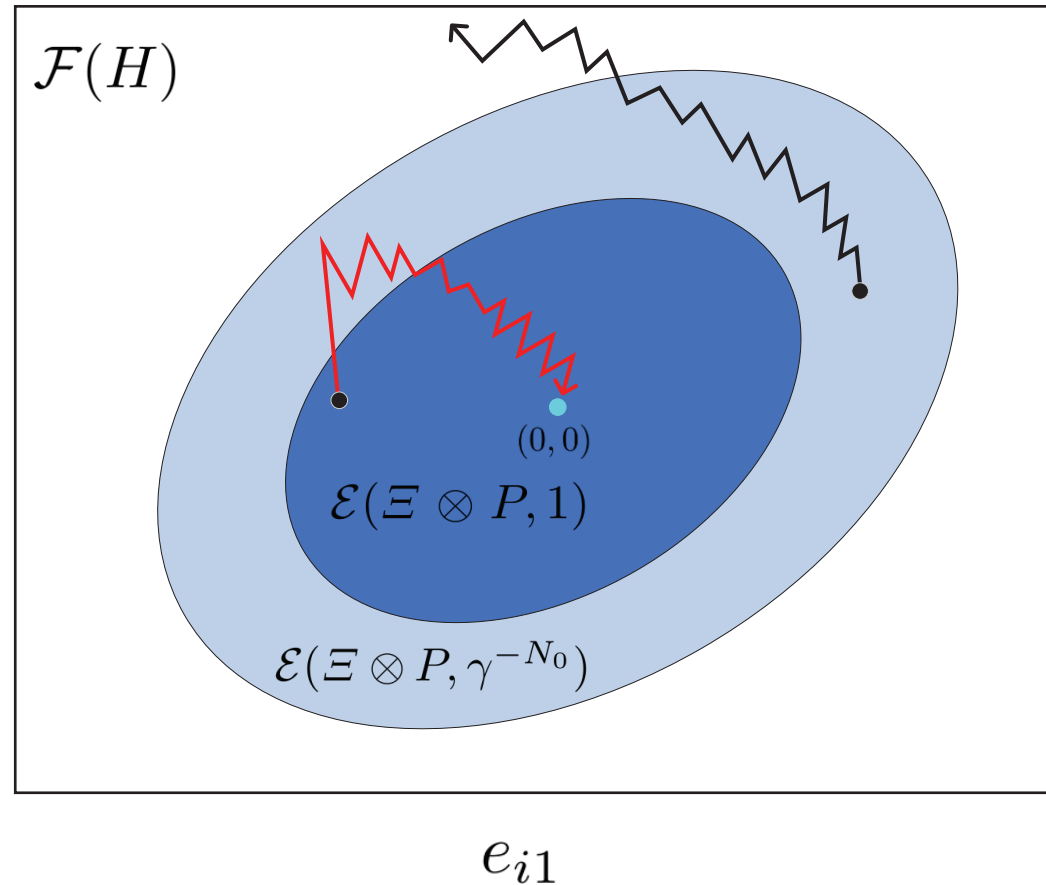 𝓕(H)
(0, 0)
𝓔(Ξ ⊗ P, 1)
𝓔(Ξ ⊗ P, γ^{−N₀})
e_{i1}